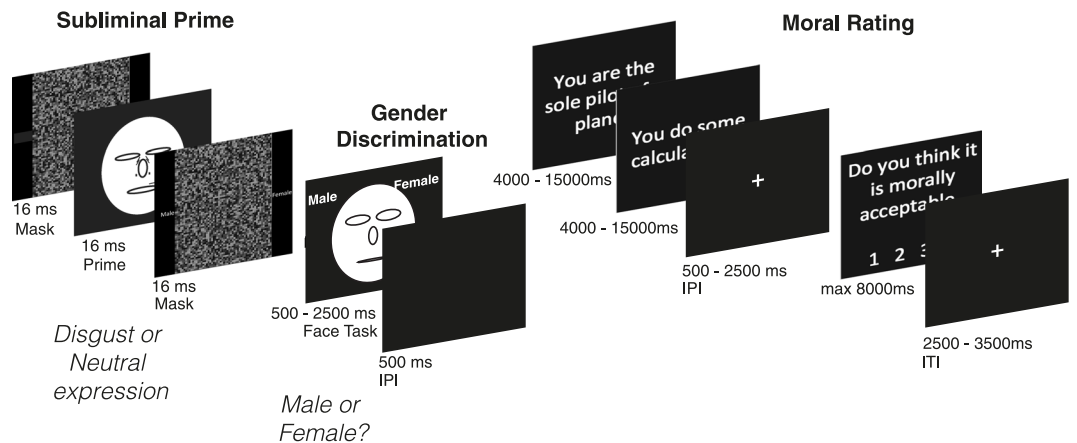 Subliminal Prime
16 ms
Mask
16 ms
Prime
Male
Female
16 ms
Mask
Disgust or
Neutral
expression
Gender
Discrimination
Male
Female
500 - 2500 ms
Face Task
500 ms
IPI
Male or
Female?
Moral Rating
You are the
sole pilot
plane
4000 - 15000ms
You do some
calcula
4000 - 15000ms
+
500 - 2500 ms
IPI
Do you think it
is morally
acceptable
1 2 3
max 8000ms
+
2500 - 3500ms
ITI